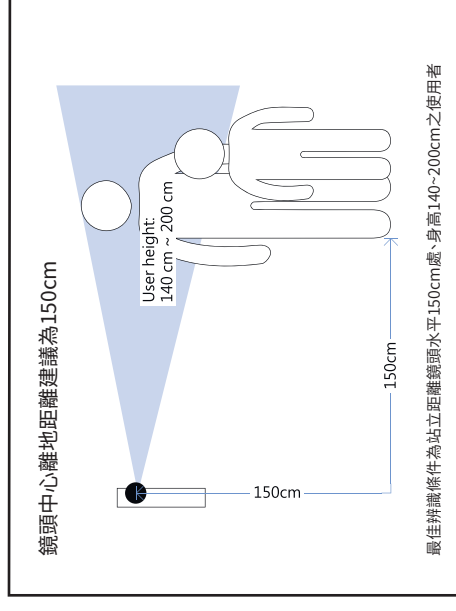 鏡頭中心離地距離建議為150cm
User height:
140 cm ~ 200 cm
150cm
150cm
最佳辨識條件為站立距離鏡頭水平150cm處、身高140~200cm之使用者